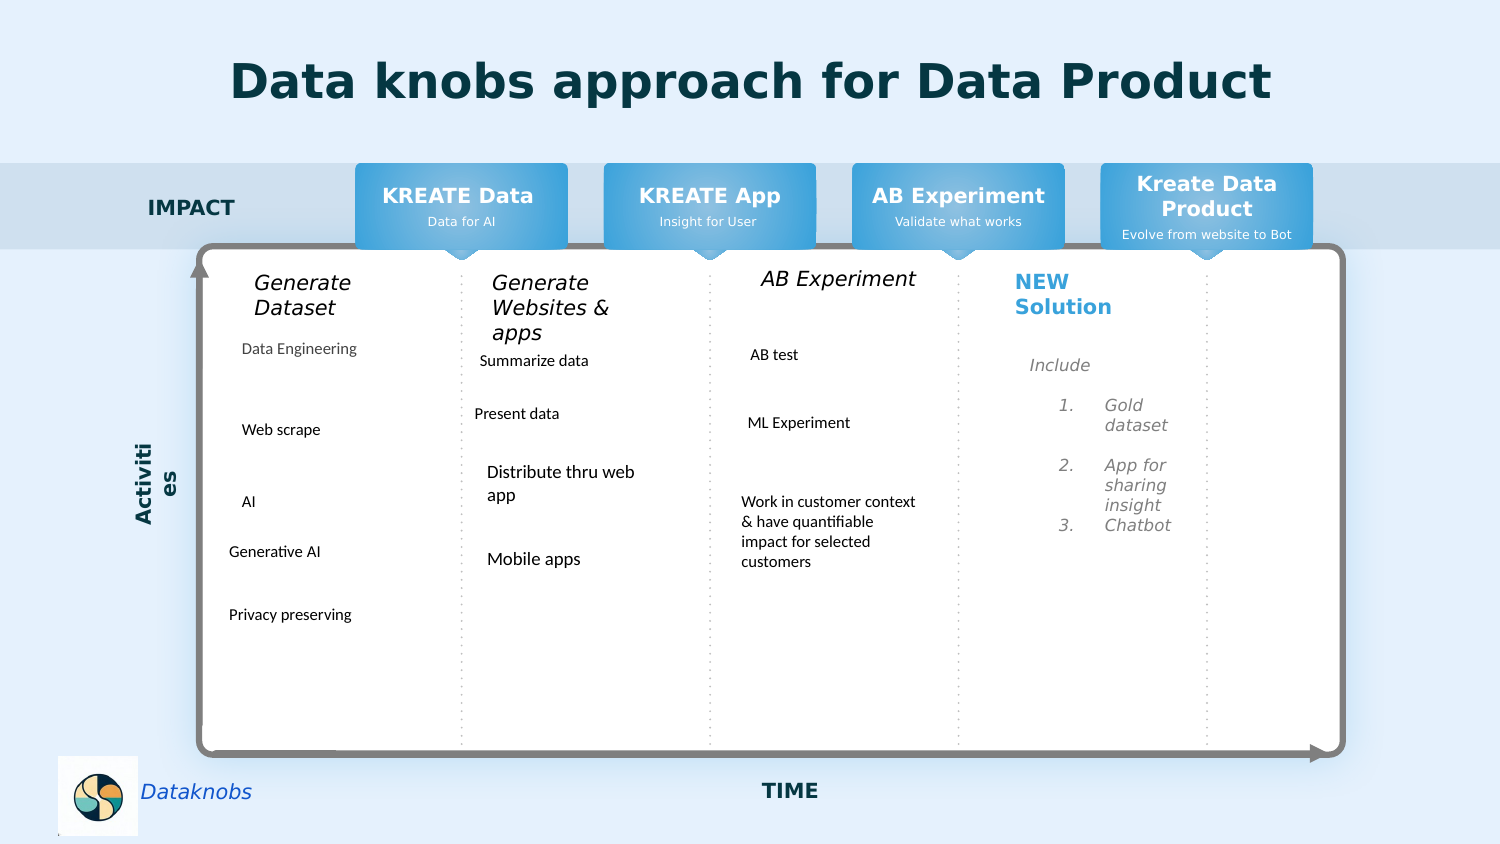 Data knobs approach for Data Product
IMPACT
KREATE Data
Data for AI
KREATE App
Insight for User
AB Experiment
Validate what works
Kreate Data
Product
Evolve from website to Bot
Activiti
es
Generate
Dataset
Data Engineering
Web scrape
AI
Generative AI
Privacy preserving
Generate
Websites &
apps
Summarize data
Present data
Distribute thru web
app
Mobile apps
AB Experiment
AB test
ML Experiment
Work in customer context
& have quantifiable
impact for selected
customers
NEW
Solution
Include
1. Gold
dataset
2. App for
sharing
insight
3. Chatbot
Dataknobs
TIME